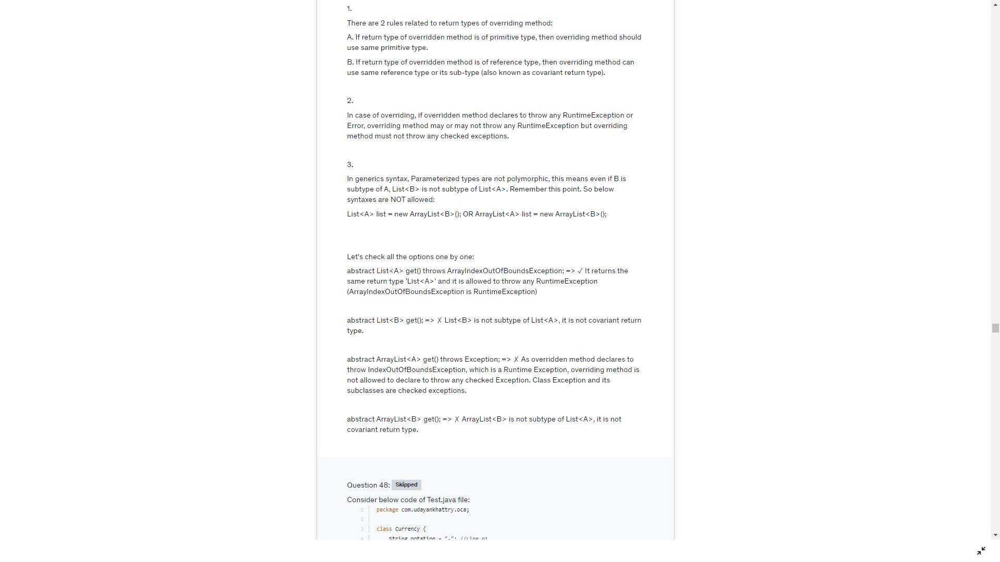 1.
There are 2 rules related to return types of overriding method:
A. If return type of overridden method is of primitive type, then overriding method should
use same primitive type.
B. If return type of overridden method is of reference type, then overriding method can
use same reference type or its sub-type (also known as covariant return type).
2.
In case of overriding, if overridden method declares to throw any RuntimeException or
Error, overriding method may or may not throw any RuntimeException but overriding
method must not throw any checked exceptions.
3.
In generics syntax, Parameterized types are not polymorphic, this means even if B is
subtype of A, List<B> is not subtype of List<A>. Remember this point. So below
syntaxes are NOT allowed:
List<A> list = new ArrayList<B>(); OR ArrayList<A> list = new ArrayList<B>();
Let's check all the options one by one:
abstract List<A> get() throws ArrayIndexOutOfBoundsException; => ✓ It returns the
same return type 'List<A>' and it is allowed to throw any RuntimeException
(ArrayIndexOutOfBoundsException is RuntimeException)
abstract List<B> get(); => ✗ List<B> is not subtype of List<A>, it is not covariant return
type.
abstract ArrayList<A> get() throws Exception; => ✗ As overridden method declares to
throw IndexOutOfBoundsException, which is a Runtime Exception, overriding method is
not allowed to declare to throw any checked Exception. Class Exception and its
subclasses are checked exceptions.
abstract ArrayList<B> get(); => ✗ ArrayList<B> is not subtype of List<A>, it is not
covariant return type.
Question 48: Skipped
Consider below code of Test.java file:
1 package com.udayankhattry.oca;
2
3 class Currency {
4 String notation = "-"; //Line n1